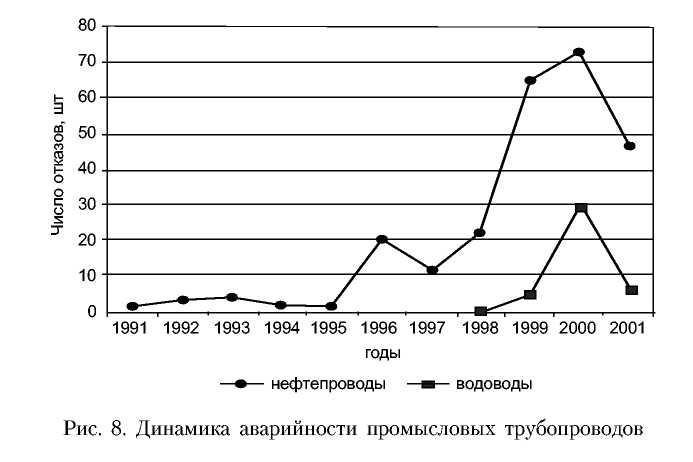 80
70
60
50
40
30
20
10
0
Число отказов, шт
1991 1992 1993 1994 1995 1996 1997 1998 1999 2000 2001
годы
нефтепроводы водоводы
Рис. 8. Динамика аварийности промысловых трубопроводов